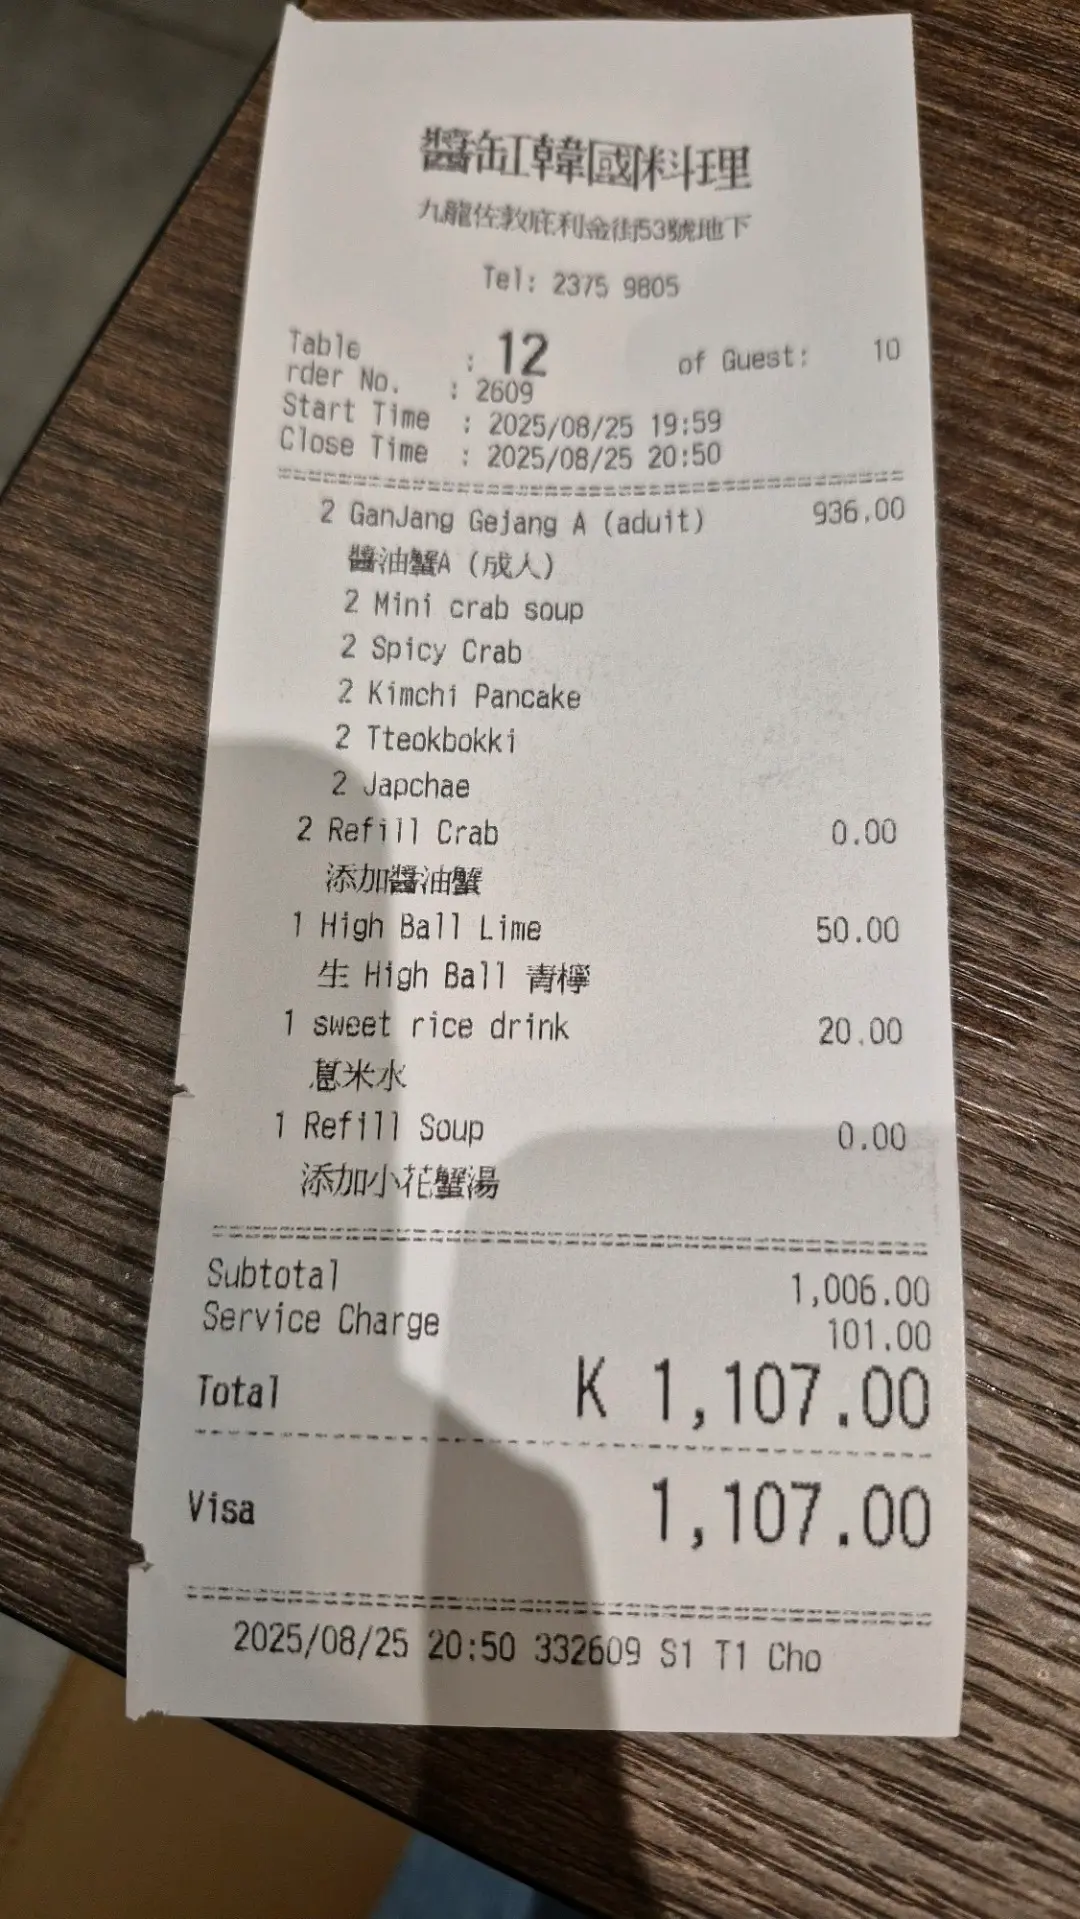 醬缸韓國料理
九龍佐敦庇利金街53號地下
Tel: 2375 9805
Table : 12 of Guest: 10
rder No. : 2609
Start Time : 2025/08/25 19:59
Close Time : 2025/08/25 20:50
2 GanJang Gejang A (aduit) 936.00
醬油蟹A (成人)
2 Mini crab soup
2 Spicy Crab
2 Kimchi Pancake
2 Tteokbokki
2 Japchae
2 Refill Crab 0.00
添加醬油蟹
1 High Ball Lime 50.00
生 High Ball 青檸
1 sweet rice drink 20.00
米水
1 Refill Soup 0.00
添加小花蟹湯
Subtotal 1,006.00
Service Charge 101.00
Total K 1,107.00
Visa 1,107.00
2025/08/25 20:50 332609 S1 T1 Cho